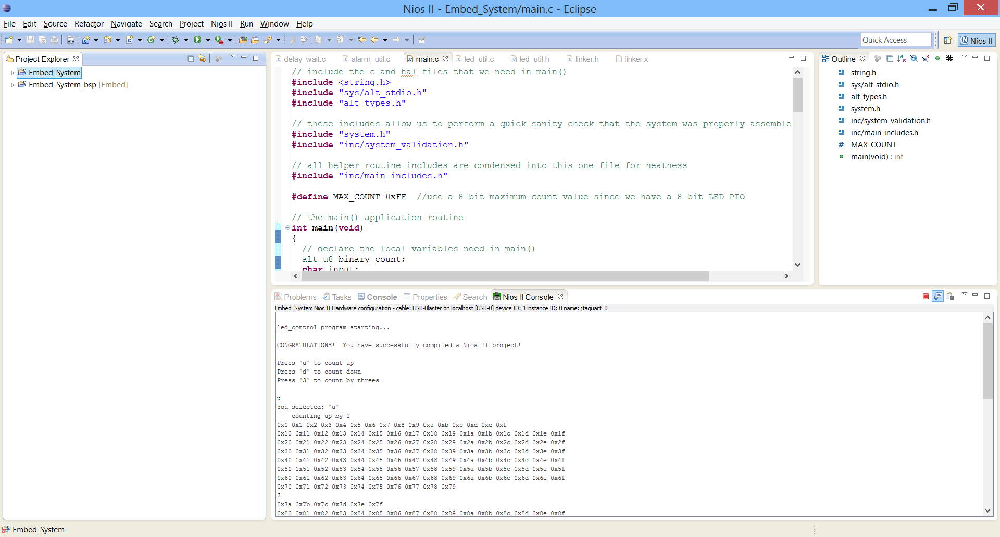 Nios II - Embed_System/main.c - Eclipse
File Edit Source Refactor Navigate Search Project Nios II Run Window Help
Quick Access
Nios II
Project Explorer
Embed_System
Embed_System_bsp [Embed]
delay_wait.c alarm_util.c main.c led_util.c led_util.h linker.h linker.x
// include the c and hal files that we need in main()
#include <string.h>
#include "sys/alt_stdio.h"
#include "alt_types.h"
// these includes allow us to perform a quick sanity check that the system was properly assemble
#include "system.h"
#include "inc/system_validation.h"
// all helper routine includes are condensed into this one file for neatness
#include "inc/main_includes.h"
#define MAX_COUNT 0xFF  //use a 8-bit maximum count value since we have a 8-bit LED PIO
// the main() application routine
int main(void)
{
// declare the local variables need in main()
alt_u8 binary_count;
char input;
Outline
string.h
sys/alt_stdio.h
alt_types.h
system.h
inc/system_validation.h
inc/main_includes.h
# MAX_COUNT
main(void) : int
Problems Tasks Console Properties Search Nios II Console
Embed_System Nios II Hardware configuration - cable: USB-Blaster on localhost [USB-0] device ID: 1 instance ID: 0 name: jtaguart_0
led_control program starting...
CONGRATULATIONS!  You have successfully compiled a Nios II project!
Press 'u' to count up
Press 'd' to count down
Press '3' to count by threes
u
You selected: 'u'
-  counting up by 1
0x0 0x1 0x2 0x3 0x4 0x5 0x6 0x7 0x8 0x9 0xa 0xb 0xc 0xd 0xe 0xf
0x10 0x11 0x12 0x13 0x14 0x15 0x16 0x17 0x18 0x19 0x1a 0x1b 0x1c 0x1d 0x1e 0x1f
0x20 0x21 0x22 0x23 0x24 0x25 0x26 0x27 0x28 0x29 0x2a 0x2b 0x2c 0x2d 0x2e 0x2f
0x30 0x31 0x32 0x33 0x34 0x35 0x36 0x37 0x38 0x39 0x3a 0x3b 0x3c 0x3d 0x3e 0x3f
0x40 0x41 0x42 0x43 0x44 0x45 0x46 0x47 0x48 0x49 0x4a 0x4b 0x4c 0x4d 0x4e 0x4f
0x50 0x51 0x52 0x53 0x54 0x55 0x56 0x57 0x58 0x59 0x5a 0x5b 0x5c 0x5d 0x5e 0x5f
0x60 0x61 0x62 0x63 0x64 0x65 0x66 0x67 0x68 0x69 0x6a 0x6b 0x6c 0x6d 0x6e 0x6f
0x70 0x71 0x72 0x73 0x74 0x75 0x76 0x77 0x78 0x79
3
0x7a 0x7b 0x7c 0x7d 0x7e 0x7f
0x80 0x81 0x82 0x83 0x84 0x85 0x86 0x87 0x88 0x89 0x8a 0x8b 0x8c 0x8d 0x8e 0x8f
Embed_System